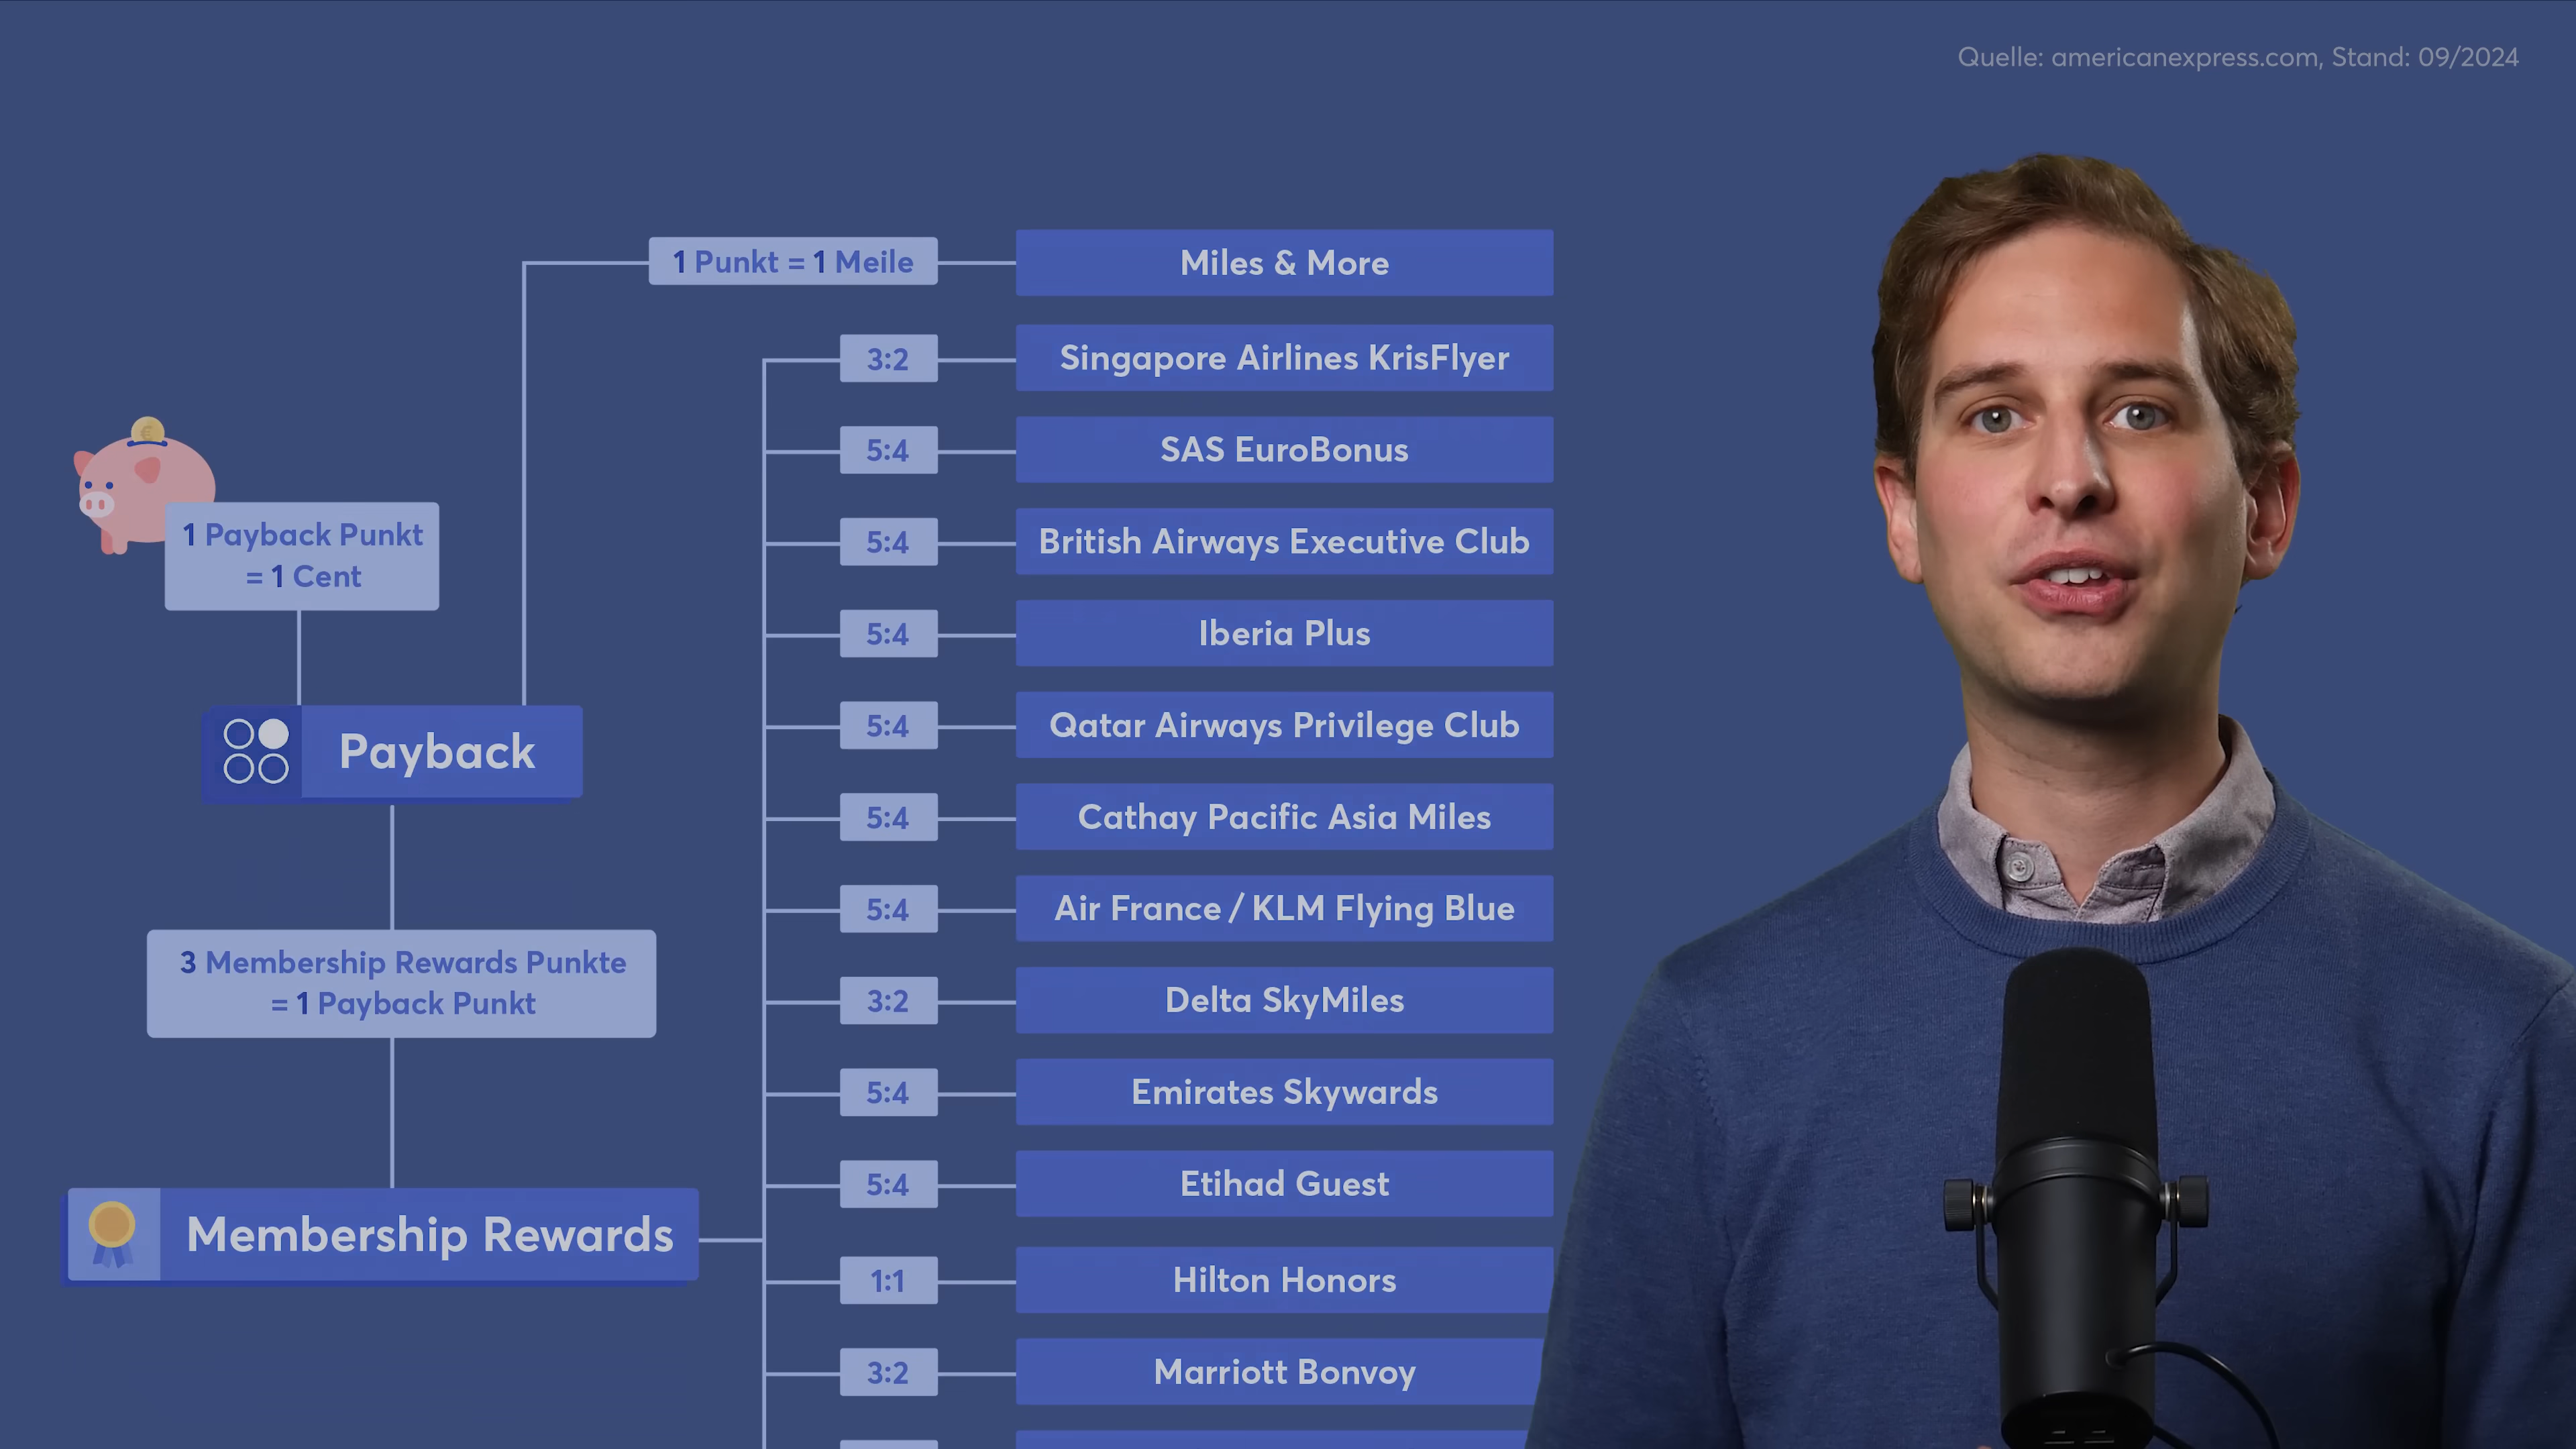 Quelle: americanexpress.com, Stand: 09/2024
1 Punkt = 1 Meile
Miles & More
3:2
Singapore Airlines KrisFlyer
5:4
SAS EuroBonus
5:4
British Airways Executive Club
5:4
Iberia Plus
5:4
Qatar Airways Privilege Club
5:4
Cathay Pacific Asia Miles
5:4
Air France / KLM Flying Blue
3:2
Delta SkyMiles
5:4
Emirates Skywards
5:4
Etihad Guest
1:1
Hilton Honors
3:2
Marriott Bonvoy
€
1 Payback Punkt
= 1 Cent
Payback
3 Membership Rewards Punkte
= 1 Payback Punkt
Membership Rewards